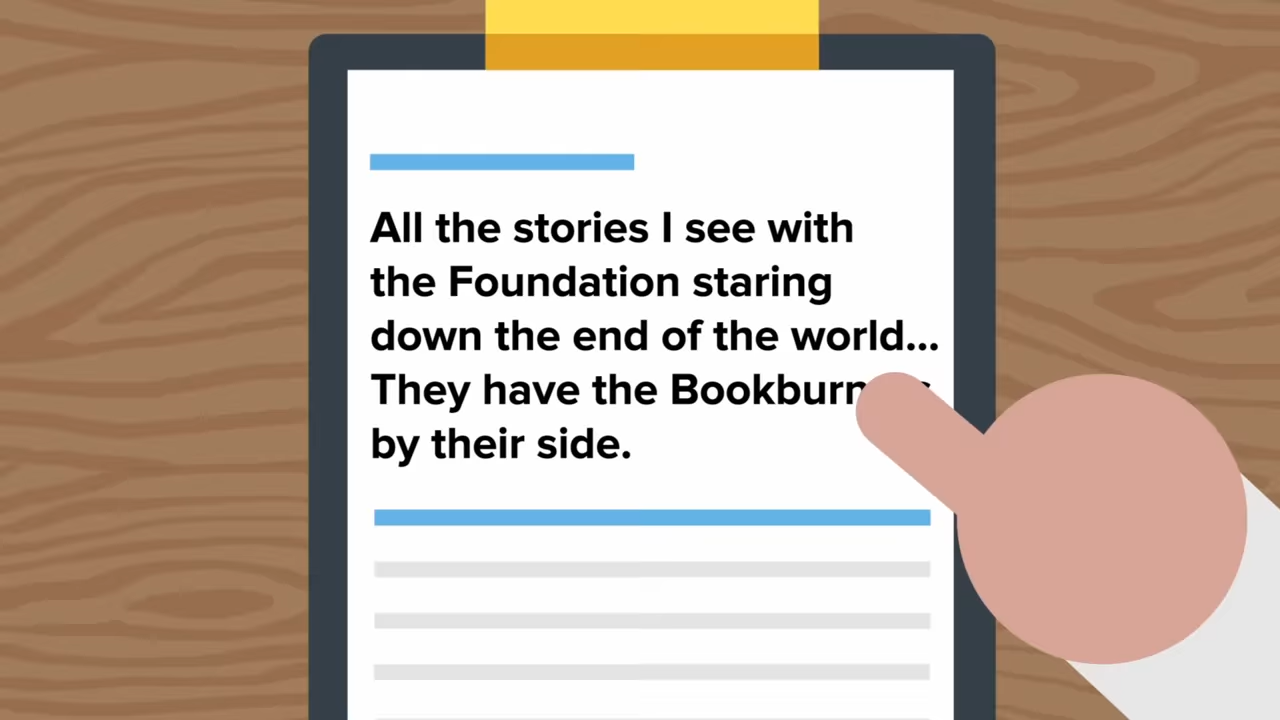 All the stories I see with
the Foundation staring
down the end of the world...
They have the Bookburners
by their side.